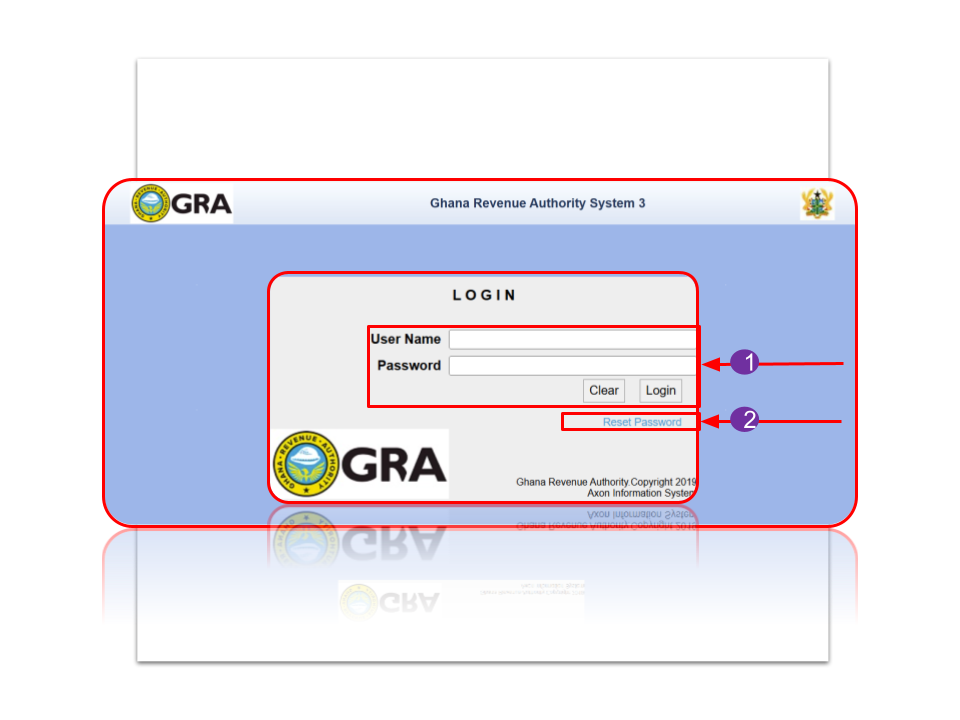 GRA
Ghana Revenue Authority System 3
LOGIN
User Name
Password
1
Clear
Login
Reset Password
2
GHANA REVENUE AUTHORITY
GRA
Ghana Revenue Authority Copyright 2019
Axon Information System